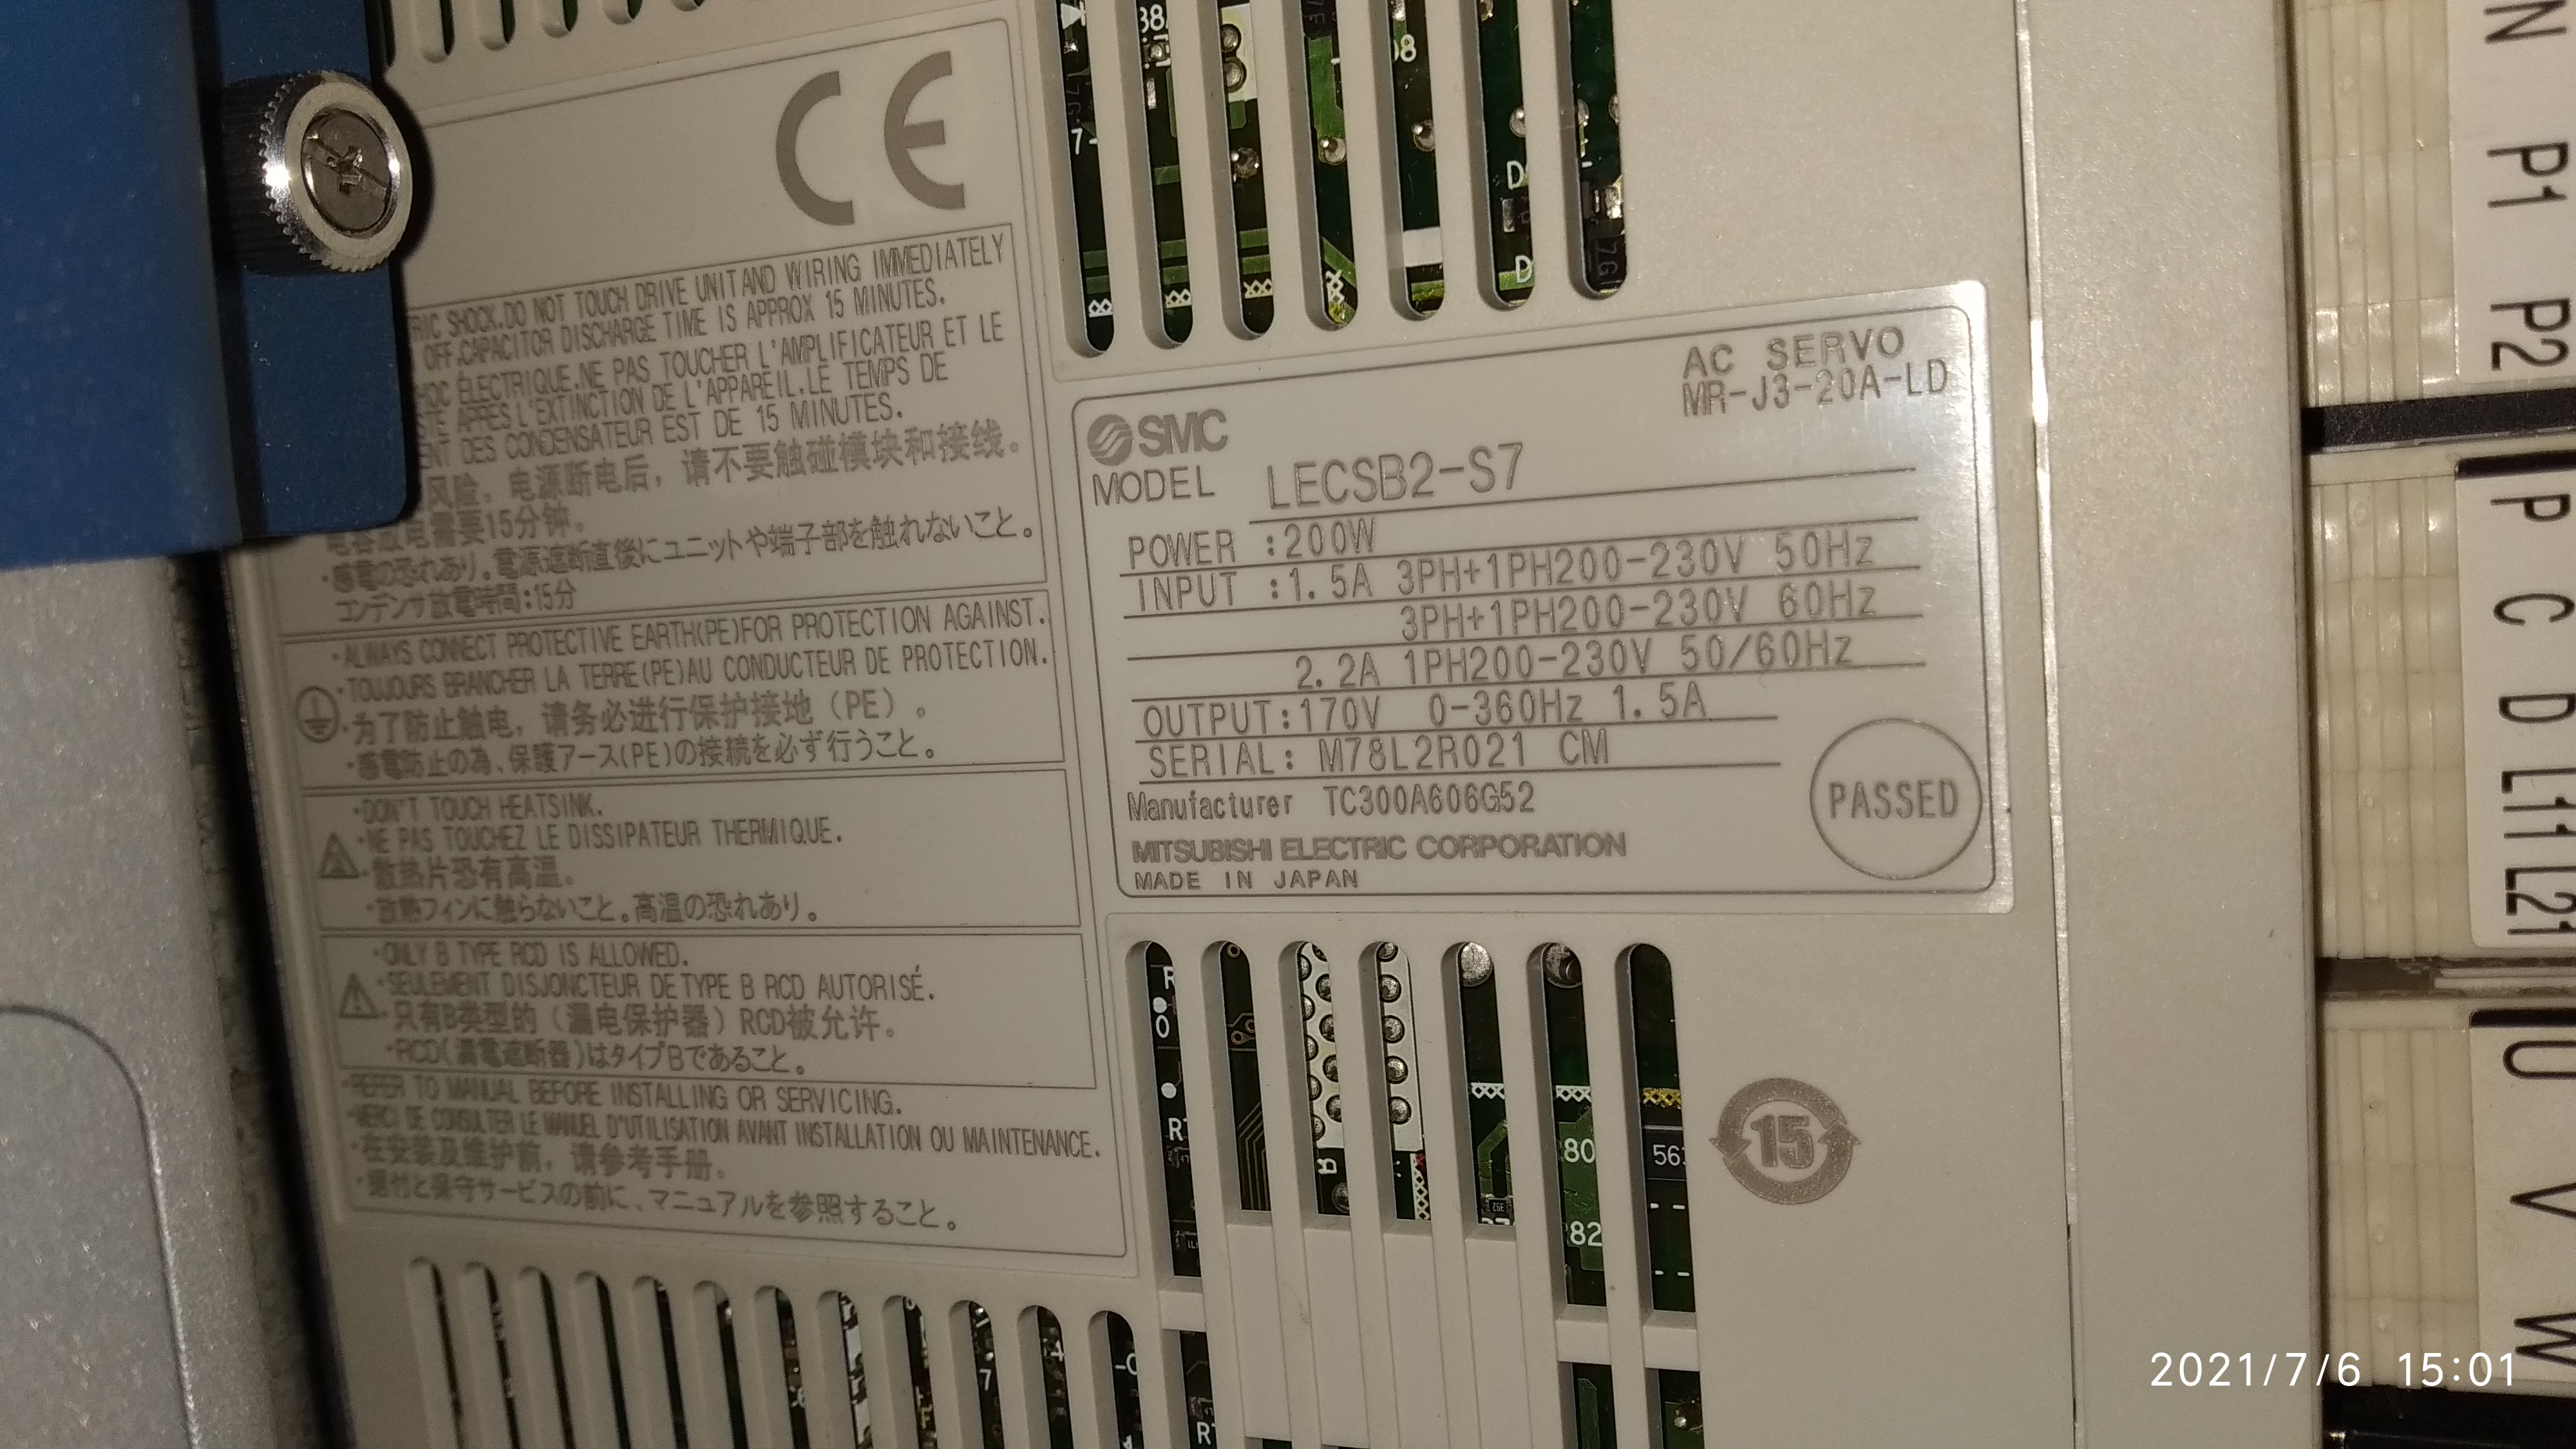 CE
RIC SHOCK.DO NOT TOUCH DRIVE UNIT AND WIRING IMMEDIATELY
OFF.CAPACITOR DISCHARGE TIME IS APPROX 15 MINUTES.
HOC ÉLECTRIQUE.NE PAS TOUCHER L'AMPLIFICATEUR ET LE
STE APRES L'EXTINCTION DE L'APPAREIL.LE TEMPS DE
ENT DES CONDENSATEUR EST DE 15 MINUTES.
风险，电源断电后，请不要触碰模块和接线。
电容放电需要15分钟。
・感電の恐れあり。電源遮断直後にユニットや端子部を触れないこと。
コンデンサ放電時間:15分
・ALWAYS CONNECT PROTECTIVE EARTH(PE)FOR PROTECTION AGAINST.
・TOUJOURS BRANCHER LA TERRE(PE)AU CONDUCTEUR DE PROTECTION.
・为了防止触电，请务必进行保护接地（PE）。
・感電防止の為、保護アース(PE)の接続を必ず行うこと。
・DON'T TOUCH HEATSINK.
・NE PAS TOUCHEZ LE DISSIPATEUR THERMIQUE.
・散热片恐有高温。
・放熱フィンに触らないこと。高温の恐れあり。
・ONLY B TYPE RCD IS ALLOWED.
・SEULEMENT DISJONCTEUR DE TYPE B RCD AUTORISÉ.
・只有B类型的（漏电保护器）RCD被允许。
・RCD(漏電遮断器)はタイプBであること。
・REFER TO MANUAL BEFORE INSTALLING OR SERVICING.
・MERCI DE CONSULTER LE MANUEL D'UTILISATION AVANT INSTALLATION OU MAINTENANCE.
・在安装及维护前，请参考手册。
・据付と保守サービスの前に、マニュアルを参照すること。
AC SERVO
MR-J3-20A-LD
SMC
MODEL LECSB2-S7
POWER :200W
INPUT :1.5A 3PH+1PH200-230V 50Hz
3PH+1PH200-230V 60Hz
2.2A 1PH200-230V 50/60Hz
OUTPUT:170V 0-360Hz 1.5A
SERIAL: M78L2R021 CM
Manufacturer TC300A606G52
MITSUBISHI ELECTRIC CORPORATION
MADE IN JAPAN
PASSED
15
N P1 P2
P C D L11 L21
U V W
80
82
2021/7/6 15:01